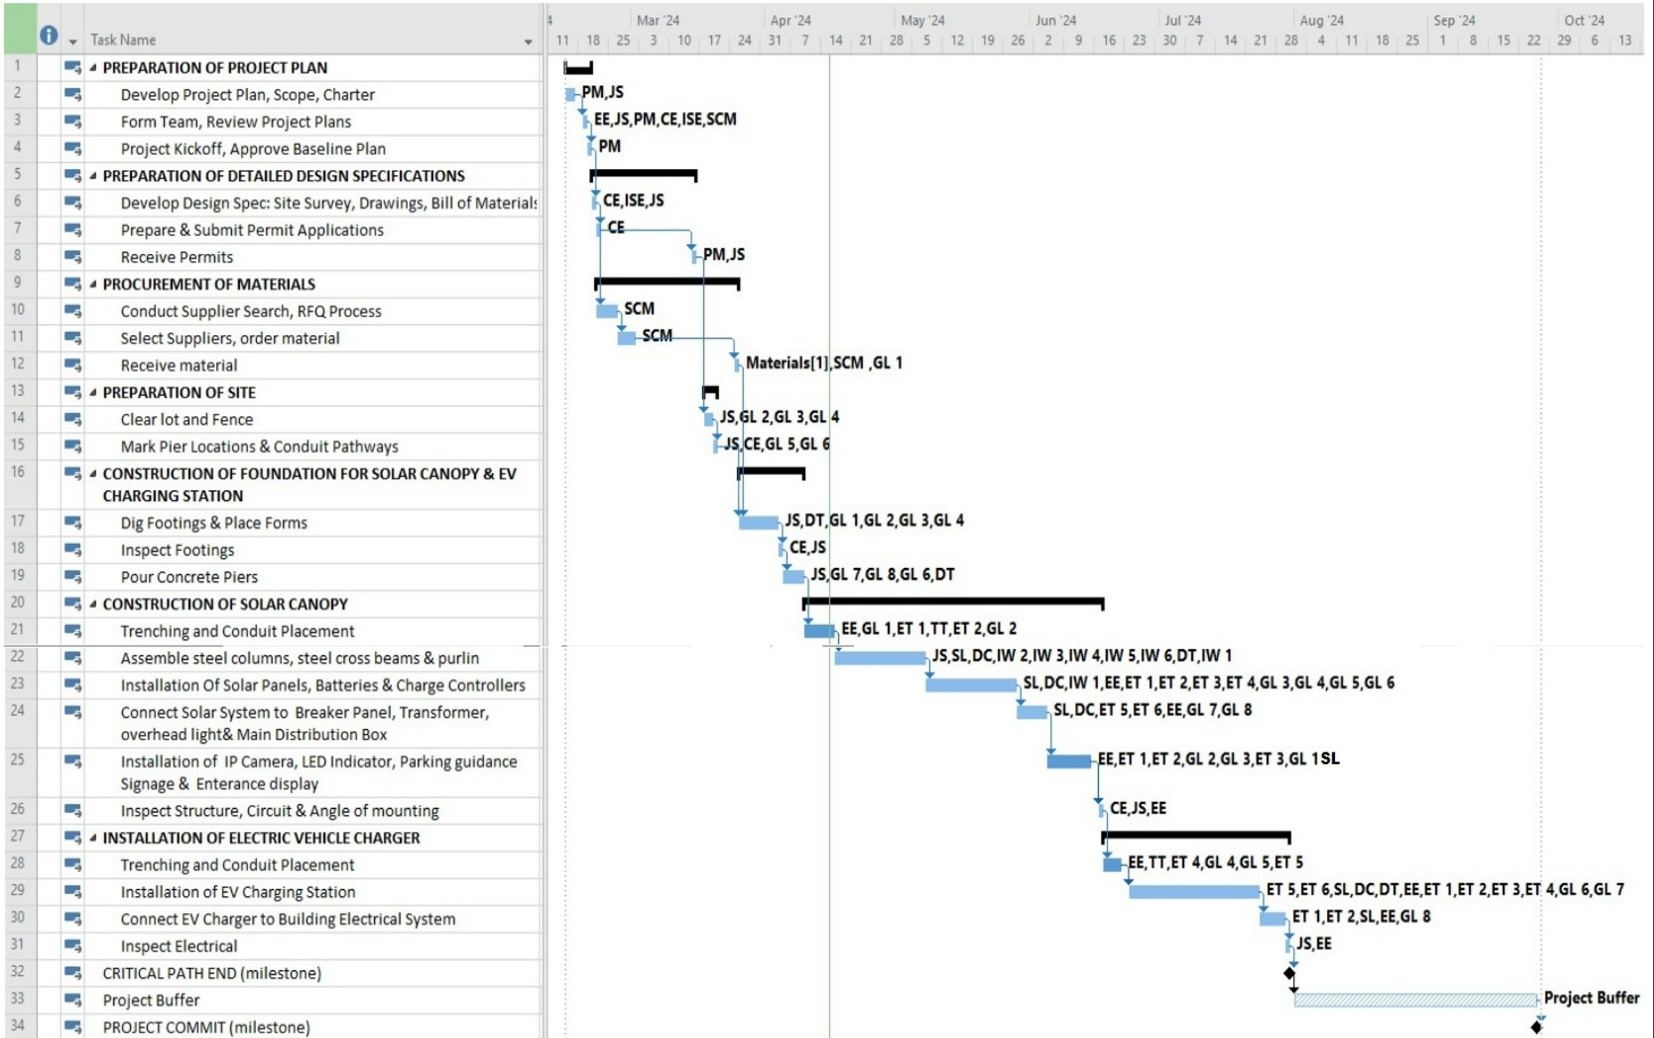 4 Mar '24 Apr '24 May '24 Jun '24 Jul '24 Aug '24 Sep '24 Oct '24
Task Name 11 18 25 3 10 17 24 31 7 14 21 28 5 12 19 26 2 9 16 23 30 7 14 21 28 4 11 18 25 1 8 15 22 29 6 13
1 PREPARATION OF PROJECT PLAN
2 Develop Project Plan, Scope, Charter PM,JS
3 Form Team, Review Project Plans EE,JS,PM,CE,ISE,SCM
4 Project Kickoff, Approve Baseline Plan PM
5 PREPARATION OF DETAILED DESIGN SPECIFICATIONS
6 Develop Design Spec: Site Survey, Drawings, Bill of Materials CE,ISE,JS
7 Prepare & Submit Permit Applications CE
8 Receive Permits PM,JS
9 PROCUREMENT OF MATERIALS
10 Conduct Supplier Search, RFQ Process SCM
11 Select Suppliers, order material SCM
12 Receive material Materials[1],SCM ,GL 1
13 PREPARATION OF SITE
14 Clear lot and Fence JS,GL 2,GL 3,GL 4
15 Mark Pier Locations & Conduit Pathways JS,CE,GL 5,GL 6
16 CONSTRUCTION OF FOUNDATION FOR SOLAR CANOPY & EV
CHARGING STATION
17 Dig Footings & Place Forms JS,DT,GL 1,GL 2,GL 3,GL 4
18 Inspect Footings CE,JS
19 Pour Concrete Piers JS,GL 7,GL 8,GL 6,DT
20 CONSTRUCTION OF SOLAR CANOPY
21 Trenching and Conduit Placement EE,GL 1,ET 1,TT,ET 2,GL 2
22 Assemble steel columns, steel cross beams & purlin JS,SL,DC,IW 2,IW 3,IW 4,IW 5,IW 6,DT,IW 1
23 Installation Of Solar Panels, Batteries & Charge Controllers SL,DC,IW 1,EE,ET 1,ET 2,ET 3,ET 4,GL 3,GL 4,GL 5,GL 6
24 Connect Solar System to Breaker Panel, Transformer, SL,DC,ET 5,ET 6,EE,GL 7,GL 8
overhead light& Main Distribution Box
25 Installation of IP Camera, LED Indicator, Parking guidance EE,ET 1,ET 2,GL 2,GL 3,ET 3,GL 1SL
Signage & Enterance display
26 Inspect Structure, Circuit & Angle of mounting CE,JS,EE
27 INSTALLATION OF ELECTRIC VEHICLE CHARGER
28 Trenching and Conduit Placement EE,TT,ET 4,GL 4,GL 5,ET 5
29 Installation of EV Charging Station ET 5,ET 6,SL,DC,DT,EE,ET 1,ET 2,ET 3,ET 4,GL 6,GL 7
30 Connect EV Charger to Building Electrical System ET 1,ET 2,SL,EE,GL 8
31 Inspect Electrical JS,EE
32 CRITICAL PATH END (milestone)
33 Project Buffer Project Buffer
34 PROJECT COMMIT (milestone)